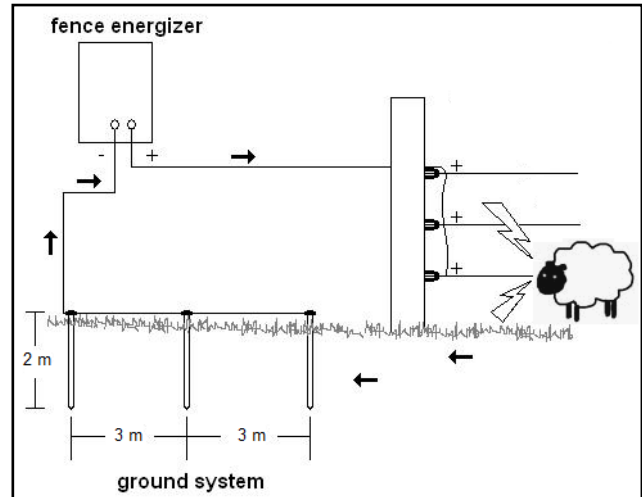 fence energizer
- +
+
+
+
2 m
3 m 3 m
ground system